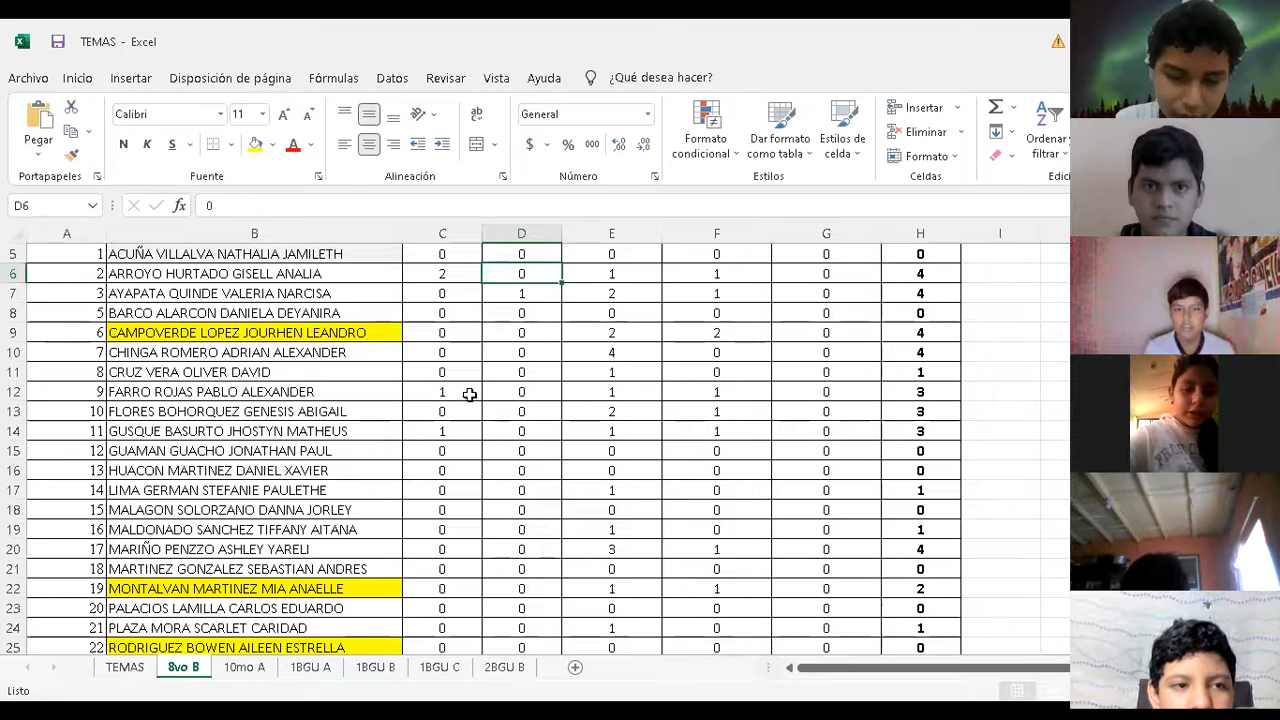 TEMAS - Excel
Archivo Inicio Insertar Disposición de página Fórmulas Datos Revisar Vista Ayuda ¿Qué desea hacer?
Pegar
Portapapeles
Calibri 11
N K S
Fuente
Alineación
General
$ % 000
Número
Formato condicional
Dar formato como tabla
Estilos de celda
Estilos
Insertar
Eliminar
Formato
Celdas
Ordenar
filtrar
Edici
D6 fx 0
A B C D E F G H I
5 1 ACUÑA VILLALVA NATHALIA JAMILETH 0 0 0 0 0 0
6 2 ARROYO HURTADO GISELL ANALIA 2 0 1 1 0 4
7 3 AYAPATA QUINDE VALERIA NARCISA 0 1 2 1 0 4
8 5 BARCO ALARCON DANIELA DEYANIRA 0 0 0 0 0 0
9 6 CAMPOVERDE LOPEZ JOURHEN LEANDRO 0 0 2 2 0 4
10 7 CHINGA ROMERO ADRIAN ALEXANDER 0 0 4 0 0 4
11 8 CRUZ VERA OLIVER DAVID 0 0 1 0 0 1
12 9 FARRO ROJAS PABLO ALEXANDER 1 0 1 1 0 3
13 10 FLORES BOHORQUEZ GENESIS ABIGAIL 0 0 2 1 0 3
14 11 GUSQUE BASURTO JHOSTYN MATHEUS 1 0 1 1 0 3
15 12 GUAMAN GUACHO JONATHAN PAUL 0 0 0 0 0 0
16 13 HUACON MARTINEZ DANIEL XAVIER 0 0 0 0 0 0
17 14 LIMA GERMAN STEFANIE PAULETHE 0 0 1 0 0 1
18 15 MALAGON SOLORZANO DANNA JORLEY 0 0 0 0 0 0
19 16 MALDONADO SANCHEZ TIFFANY AITANA 0 0 1 0 0 1
20 17 MARIÑO PENZZO ASHLEY YARELI 0 0 3 1 0 4
21 18 MARTINEZ GONZALEZ SEBASTIAN ANDRES 0 0 0 0 0 0
22 19 MONTALVAN MARTINEZ MIA ANAELLE 0 0 1 1 0 2
23 20 PALACIOS LAMILLA CARLOS EDUARDO 0 0 0 0 0 0
24 21 PLAZA MORA SCARLET CARIDAD 0 0 1 0 0 1
25 22 RODRIGUEZ BOWEN AILEEN ESTRELLA 0 0 0 0 0 0
TEMAS 8vo B 10mo A 1BGU A 1BGU B 1BGU C 2BGU B
Listo